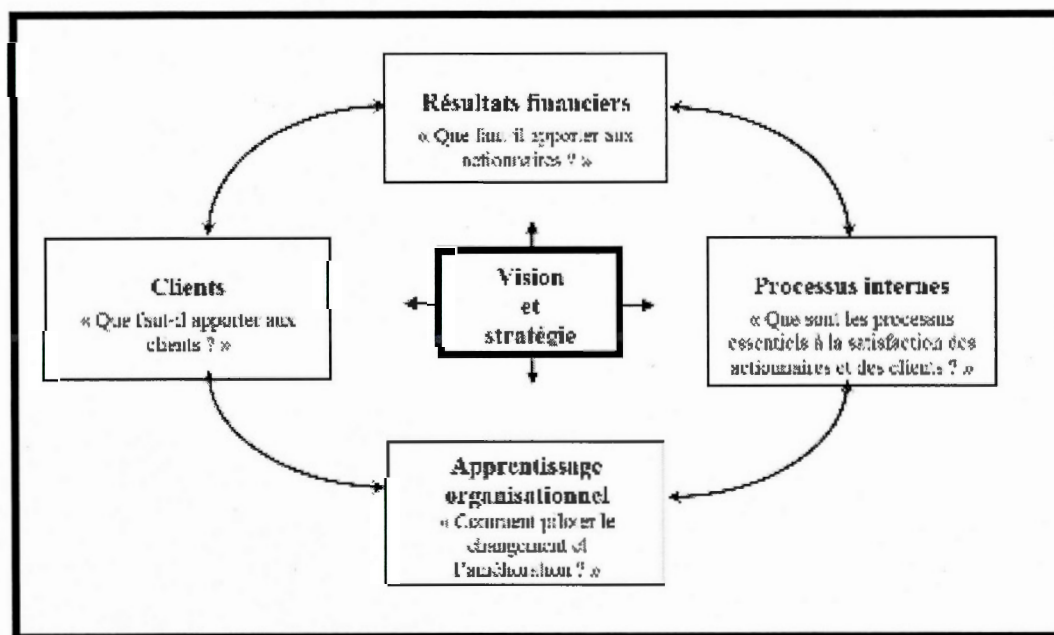 Résultats financiers
« Que faut-il apporter aux
actionnaires ? »
Clients
« Que faut-il apporter aux
clients ? »
Vision
et
stratégie
Processus internes
« Que sont les processus
essentiels à la satisfaction des
actionnaires et des clients ? »
Apprentissage
organisationnel
« Comment piloter le
changement et
l'amélioration ? »